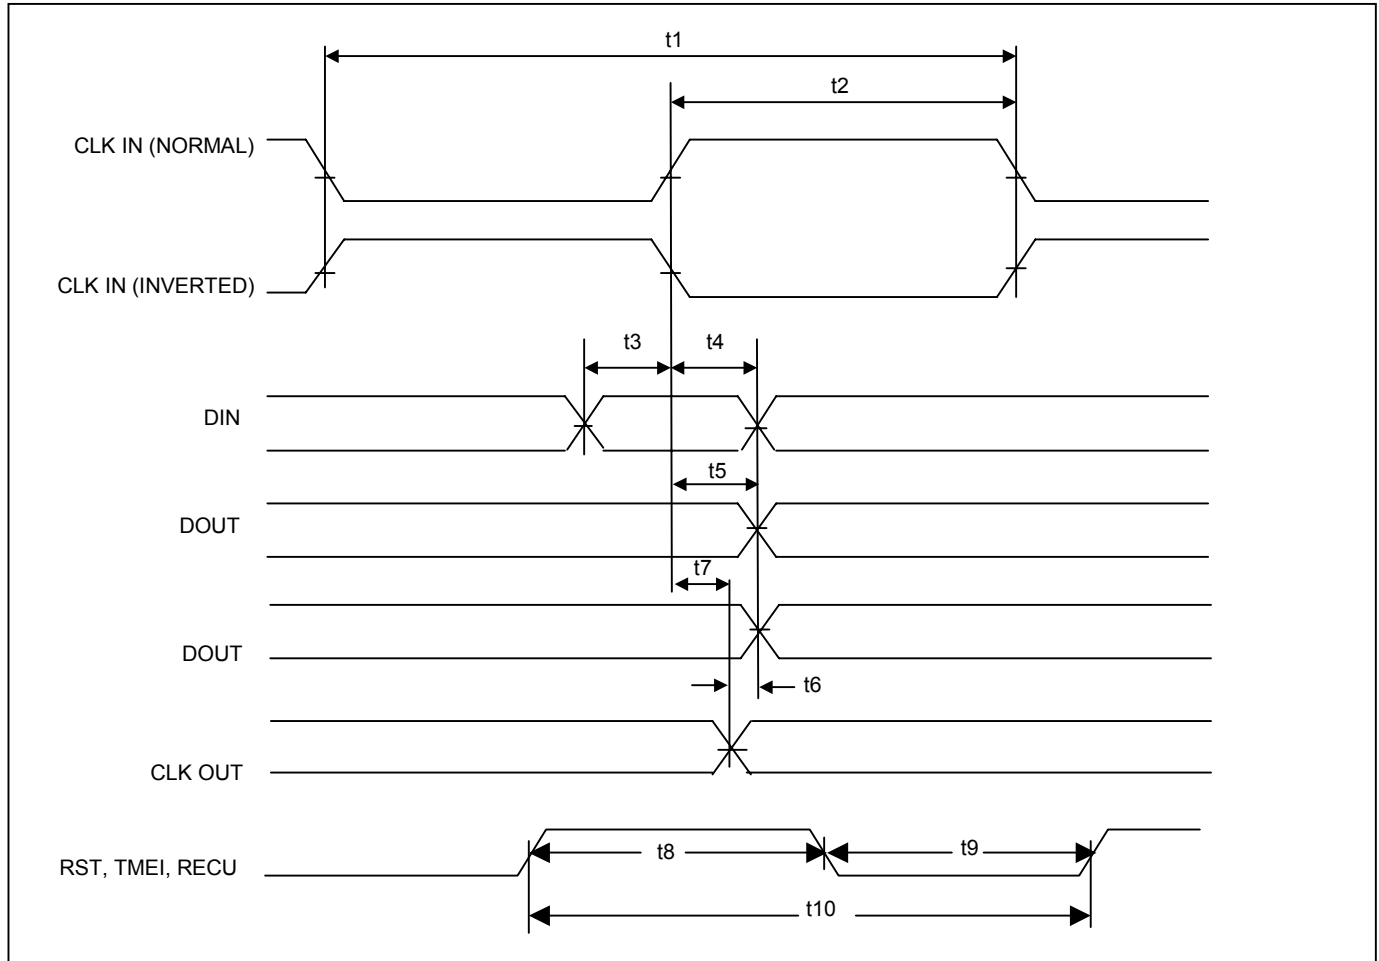 t1
t2
CLK IN (NORMAL)
CLK IN (INVERTED)
t3
t4
DIN
t5
DOUT
t7
DOUT
t6
CLK OUT
RST, TMEI, RECU
t8
t9
t10